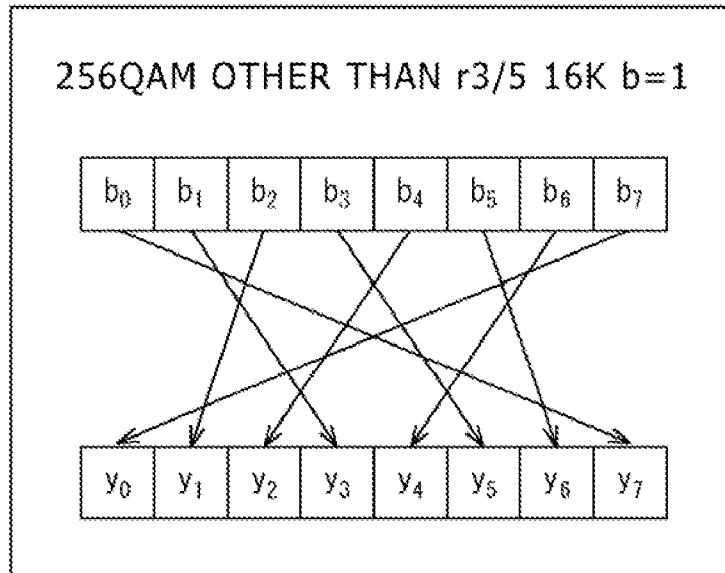 256QAM OTHER THAN r3/5 16K b=1
b₀ b₁ b₂ b₃ b₄ b₅ b₆ b₇
y₀ y₁ y₂ y₃ y₄ y₅ y₆ y₇